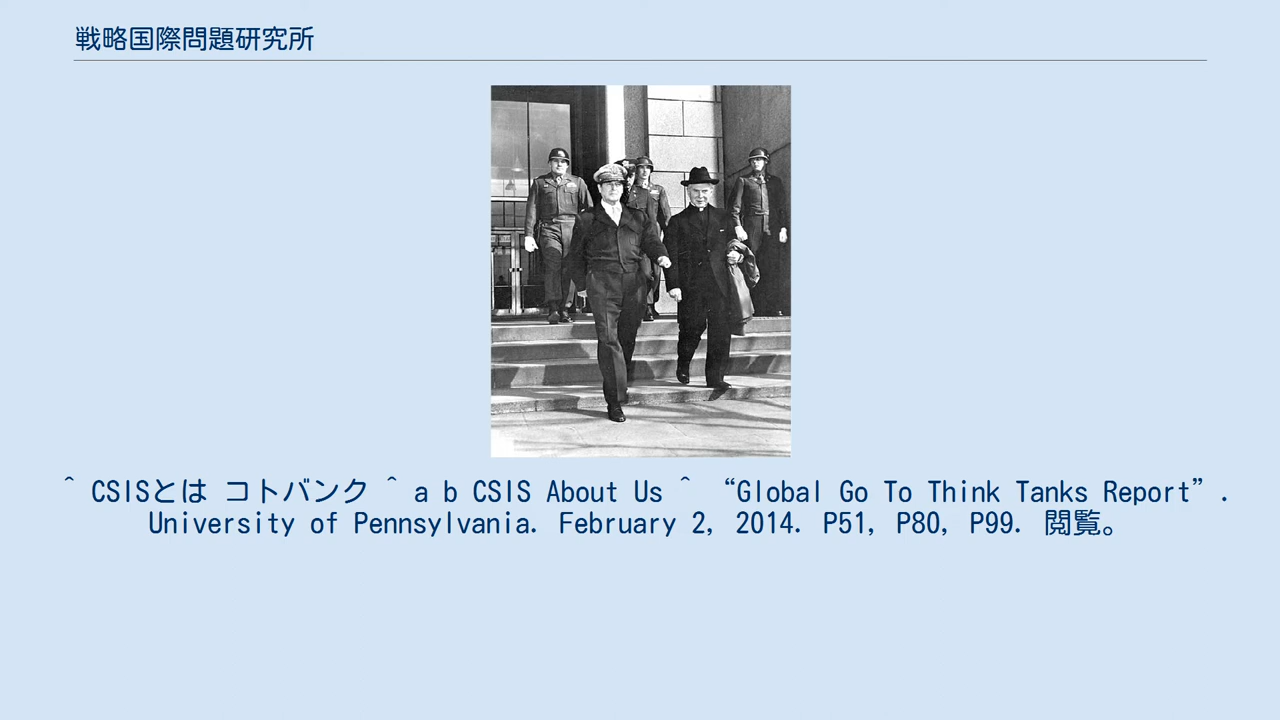 戦略国際問題研究所
^ CSISとは コトバンク ^ a b CSIS About Us ^ “Global Go To Think Tanks Report”.
University of Pennsylvania. February 2, 2014. P51, P80, P99. 閲覧。